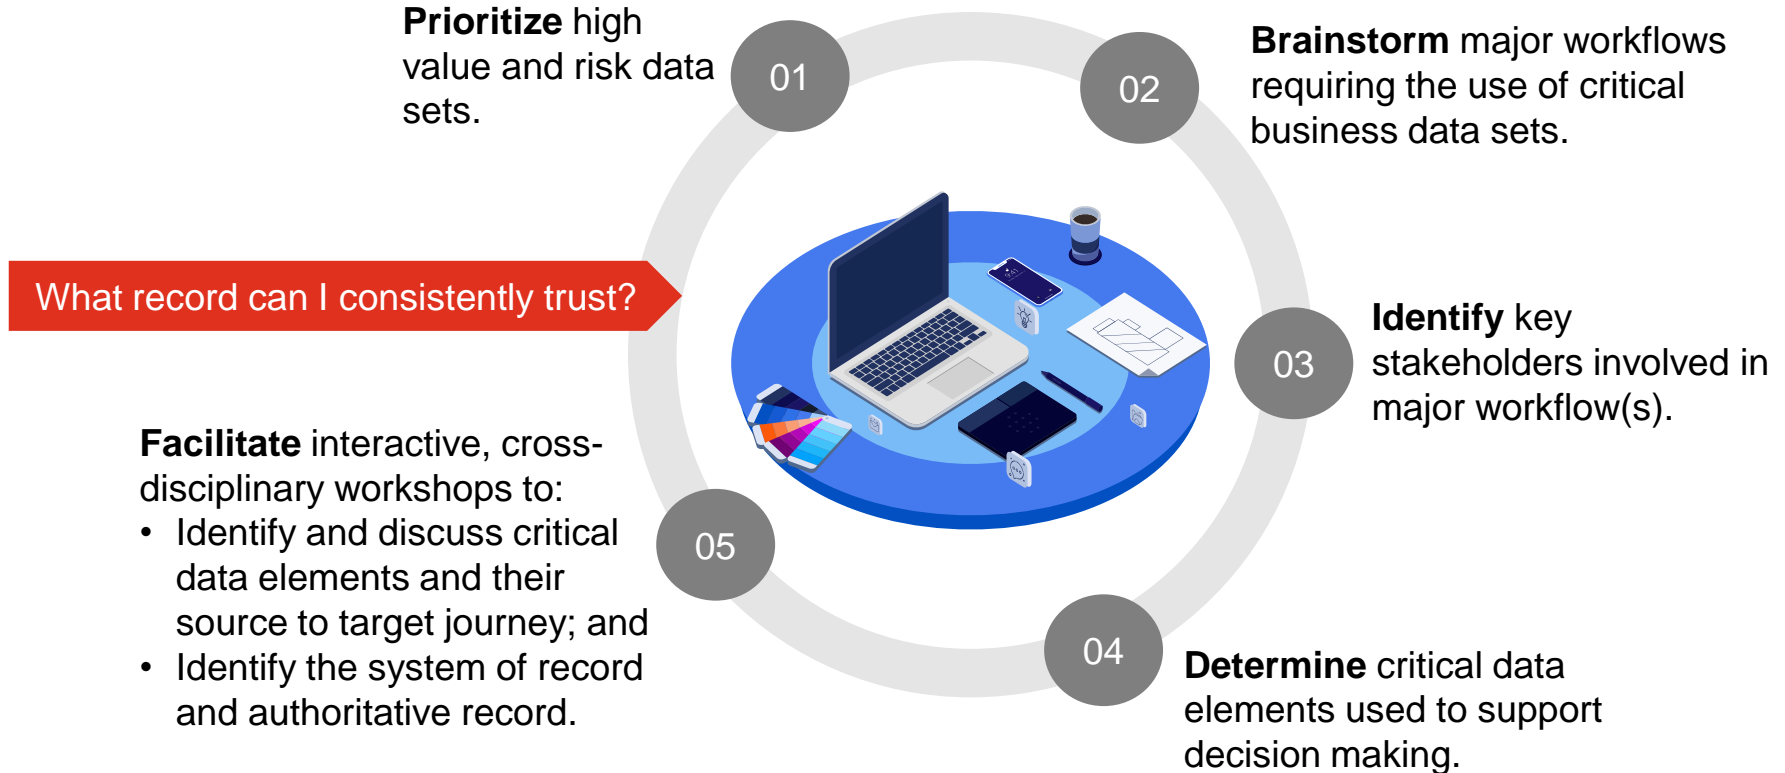 Prioritize high
value and risk data
sets.
01
02
Brainstorm major workflows
requiring the use of critical
business data sets.
What record can I consistently trust?
9:41
03
Identify key
stakeholders involved in
major workflow(s).
04
Determine critical data
elements used to support
decision making.
05
Facilitate interactive, cross-
disciplinary workshops to:
• Identify and discuss critical
data elements and their
source to target journey; and
• Identify the system of record
and authoritative record.